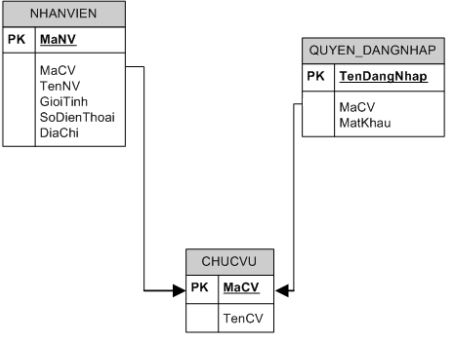 NHANVIEN
PK MaNV
MaCV
TenNV
GioiTinh
SoDienThoai
DiaChi
QUYEN_DANGNHAP
PK TenDangNhap
MaCV
MatKhau
CHUCVU
PK MaCV
TenCV